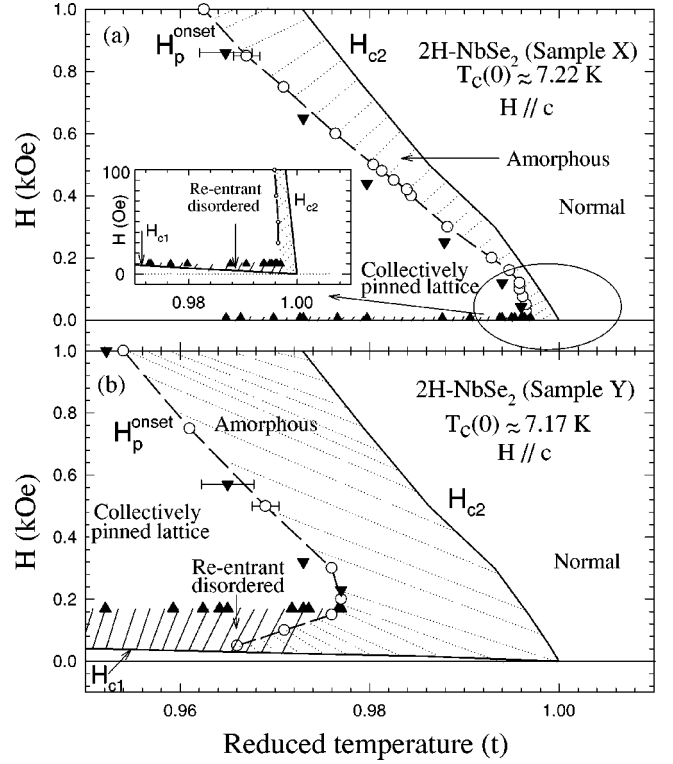 (a)
H_p^onset
H_c2
2H-NbSe_2 (Sample X)
T_C(0) ≈ 7.22 K
H // c
Amorphous
Normal
H (kOe)
1.0
0.8
0.6
0.4
0.2
0.0
100
0
H (Oe)
Re-entrant
disordered
H_c1
H_c2
0.98
1.00
Collectively
pinned lattice
(b)
H_p^onset
Amorphous
2H-NbSe_2 (Sample Y)
T_C(0) ≈ 7.17 K
H // c
H_c2
Collectively
pinned lattice
Re-entrant
disordered
Normal
H_c1
H (kOe)
1.0
0.8
0.6
0.4
0.2
0.0
0.96
0.98
1.00
Reduced temperature (t)